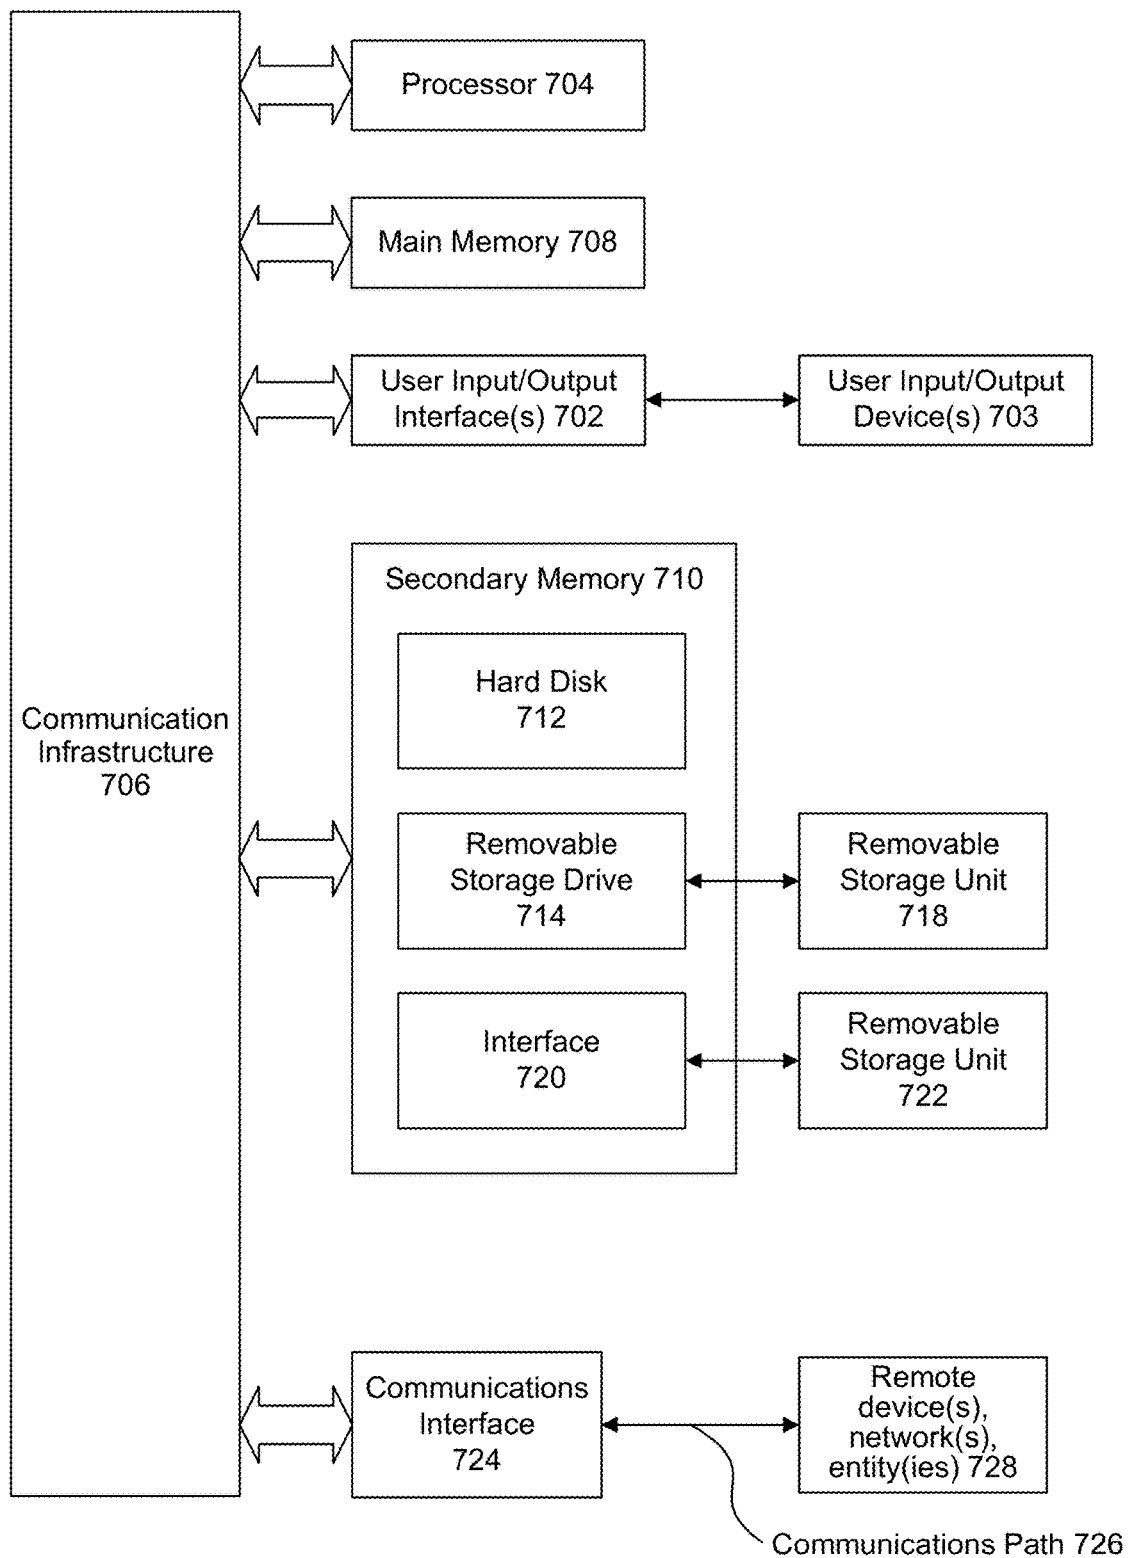 Processor 704
Main Memory 708
User Input/Output
Interface(s) 702
User Input/Output
Device(s) 703
Secondary Memory 710
Hard Disk
712
Communication
Infrastructure
706
Removable
Storage Drive
714
Removable
Storage Unit
718
Interface
720
Removable
Storage Unit
722
Communications
Interface
724
Remote
device(s),
network(s),
entity(ies) 728
Communications Path 726